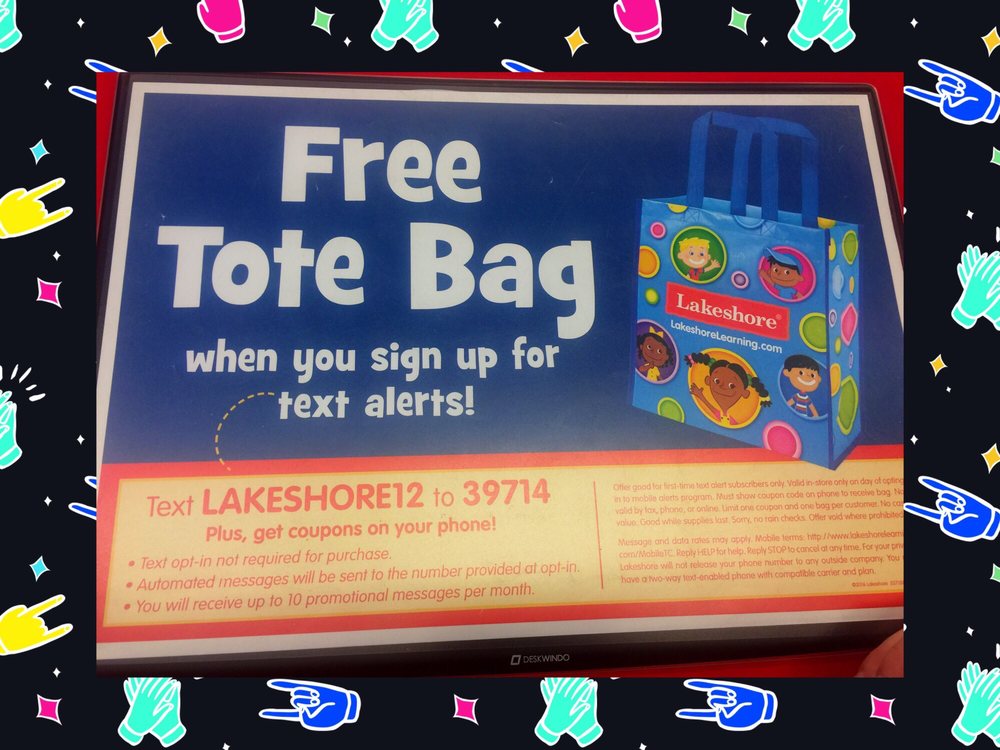 Free
Tote Bag
when you sign up for
text alerts!
Lakeshore®
LakeshoreLearning.com
Text LAKESHORE12 to 39714
Plus, get coupons on your phone!
• Text opt-in not required for purchase.
• Automated messages will be sent to the number provided at opt-in.
• You will receive up to 10 promotional messages per month.
Offer good for first-time text alert subscribers only. Valid in-store only on day of opting
in to mobile alerts program. Must show coupon code on phone to receive bag. No
valid by fax, phone, or online. Limit one coupon and one bag per customer. No
value. Good while supplies last. Sorry, no rain checks. Offer void where prohibited
Message and data rates may apply. Mobile terms: http://www.lakeshorelearn
com/MobileTC. Reply HELP for help. Reply STOP to cancel at any time. For your
Lakeshore will not release your phone number to any outside company. You
have a two-way text-enabled phone with compatible carrier and plan.
©2016 Lakeshore
DESKWINDO